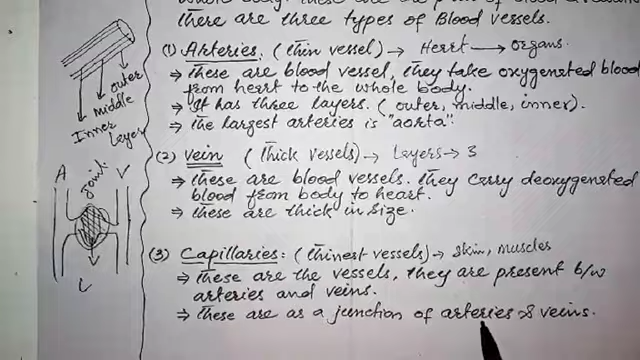 there are three types of Blood vessels.
(1) Arteries. (thin vessel) → Heart → Organs.
⇒ these are blood vessel, they take oxygenated blood
from heart to the whole body.
⇒ It has three layers. (outer, middle, inner).
⇒ the largest arteries is "aorta".
(2) vein (thick vessels) → layers → 3
⇒ these are blood vessels. they carry deoxygenated
blood from body to heart.
⇒ these are thick in size.
(3) Capillaries: (thinest vessels) → skin, muscles
⇒ these are the vessels, they are present b/w
arteries and veins.
⇒ these are as a junction of arteries & veins.
outer
middle
Inner
layer
A Joint V
C